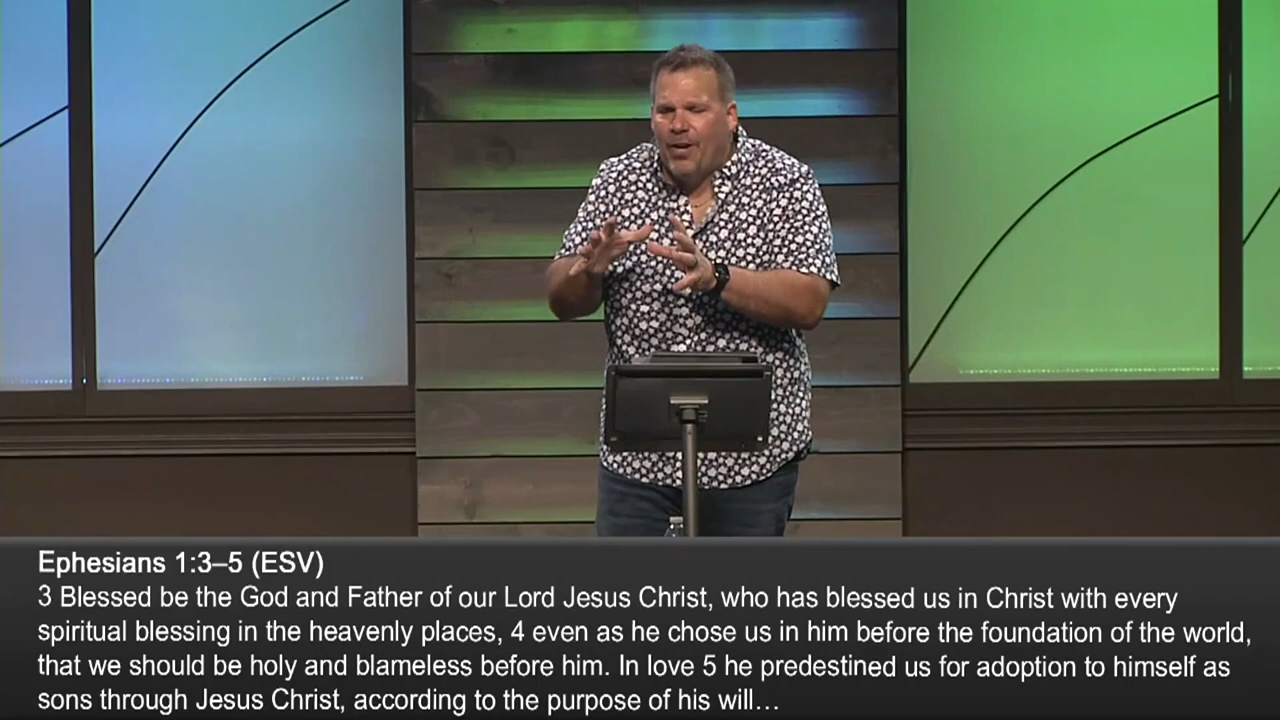 Ephesians 1:3–5 (ESV)
3 Blessed be the God and Father of our Lord Jesus Christ, who has blessed us in Christ with every
spiritual blessing in the heavenly places, 4 even as he chose us in him before the foundation of the world,
that we should be holy and blameless before him. In love 5 he predestined us for adoption to himself as
sons through Jesus Christ, according to the purpose of his will…